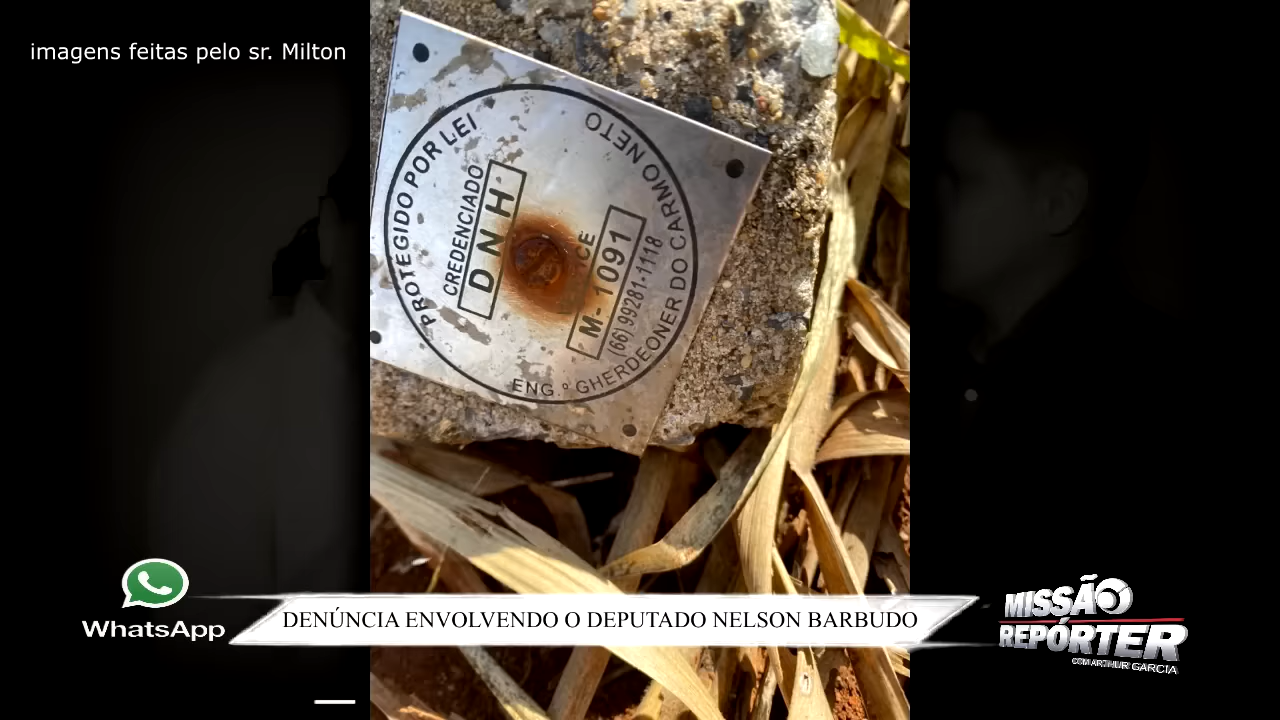 imagens feitas pelo sr. Milton
PROTEGIDO POR LEI
CREDENCIADO
DNH
M-1091
(66) 99281-1118
ENG.º GHERDEONER DO CARMO NETO
WhatsApp
DENÚNCIA ENVOLVENDO O DEPUTADO NELSON BARBUDO
MISSÃO
REPÓRTER
COM ARTHUR GARCIA